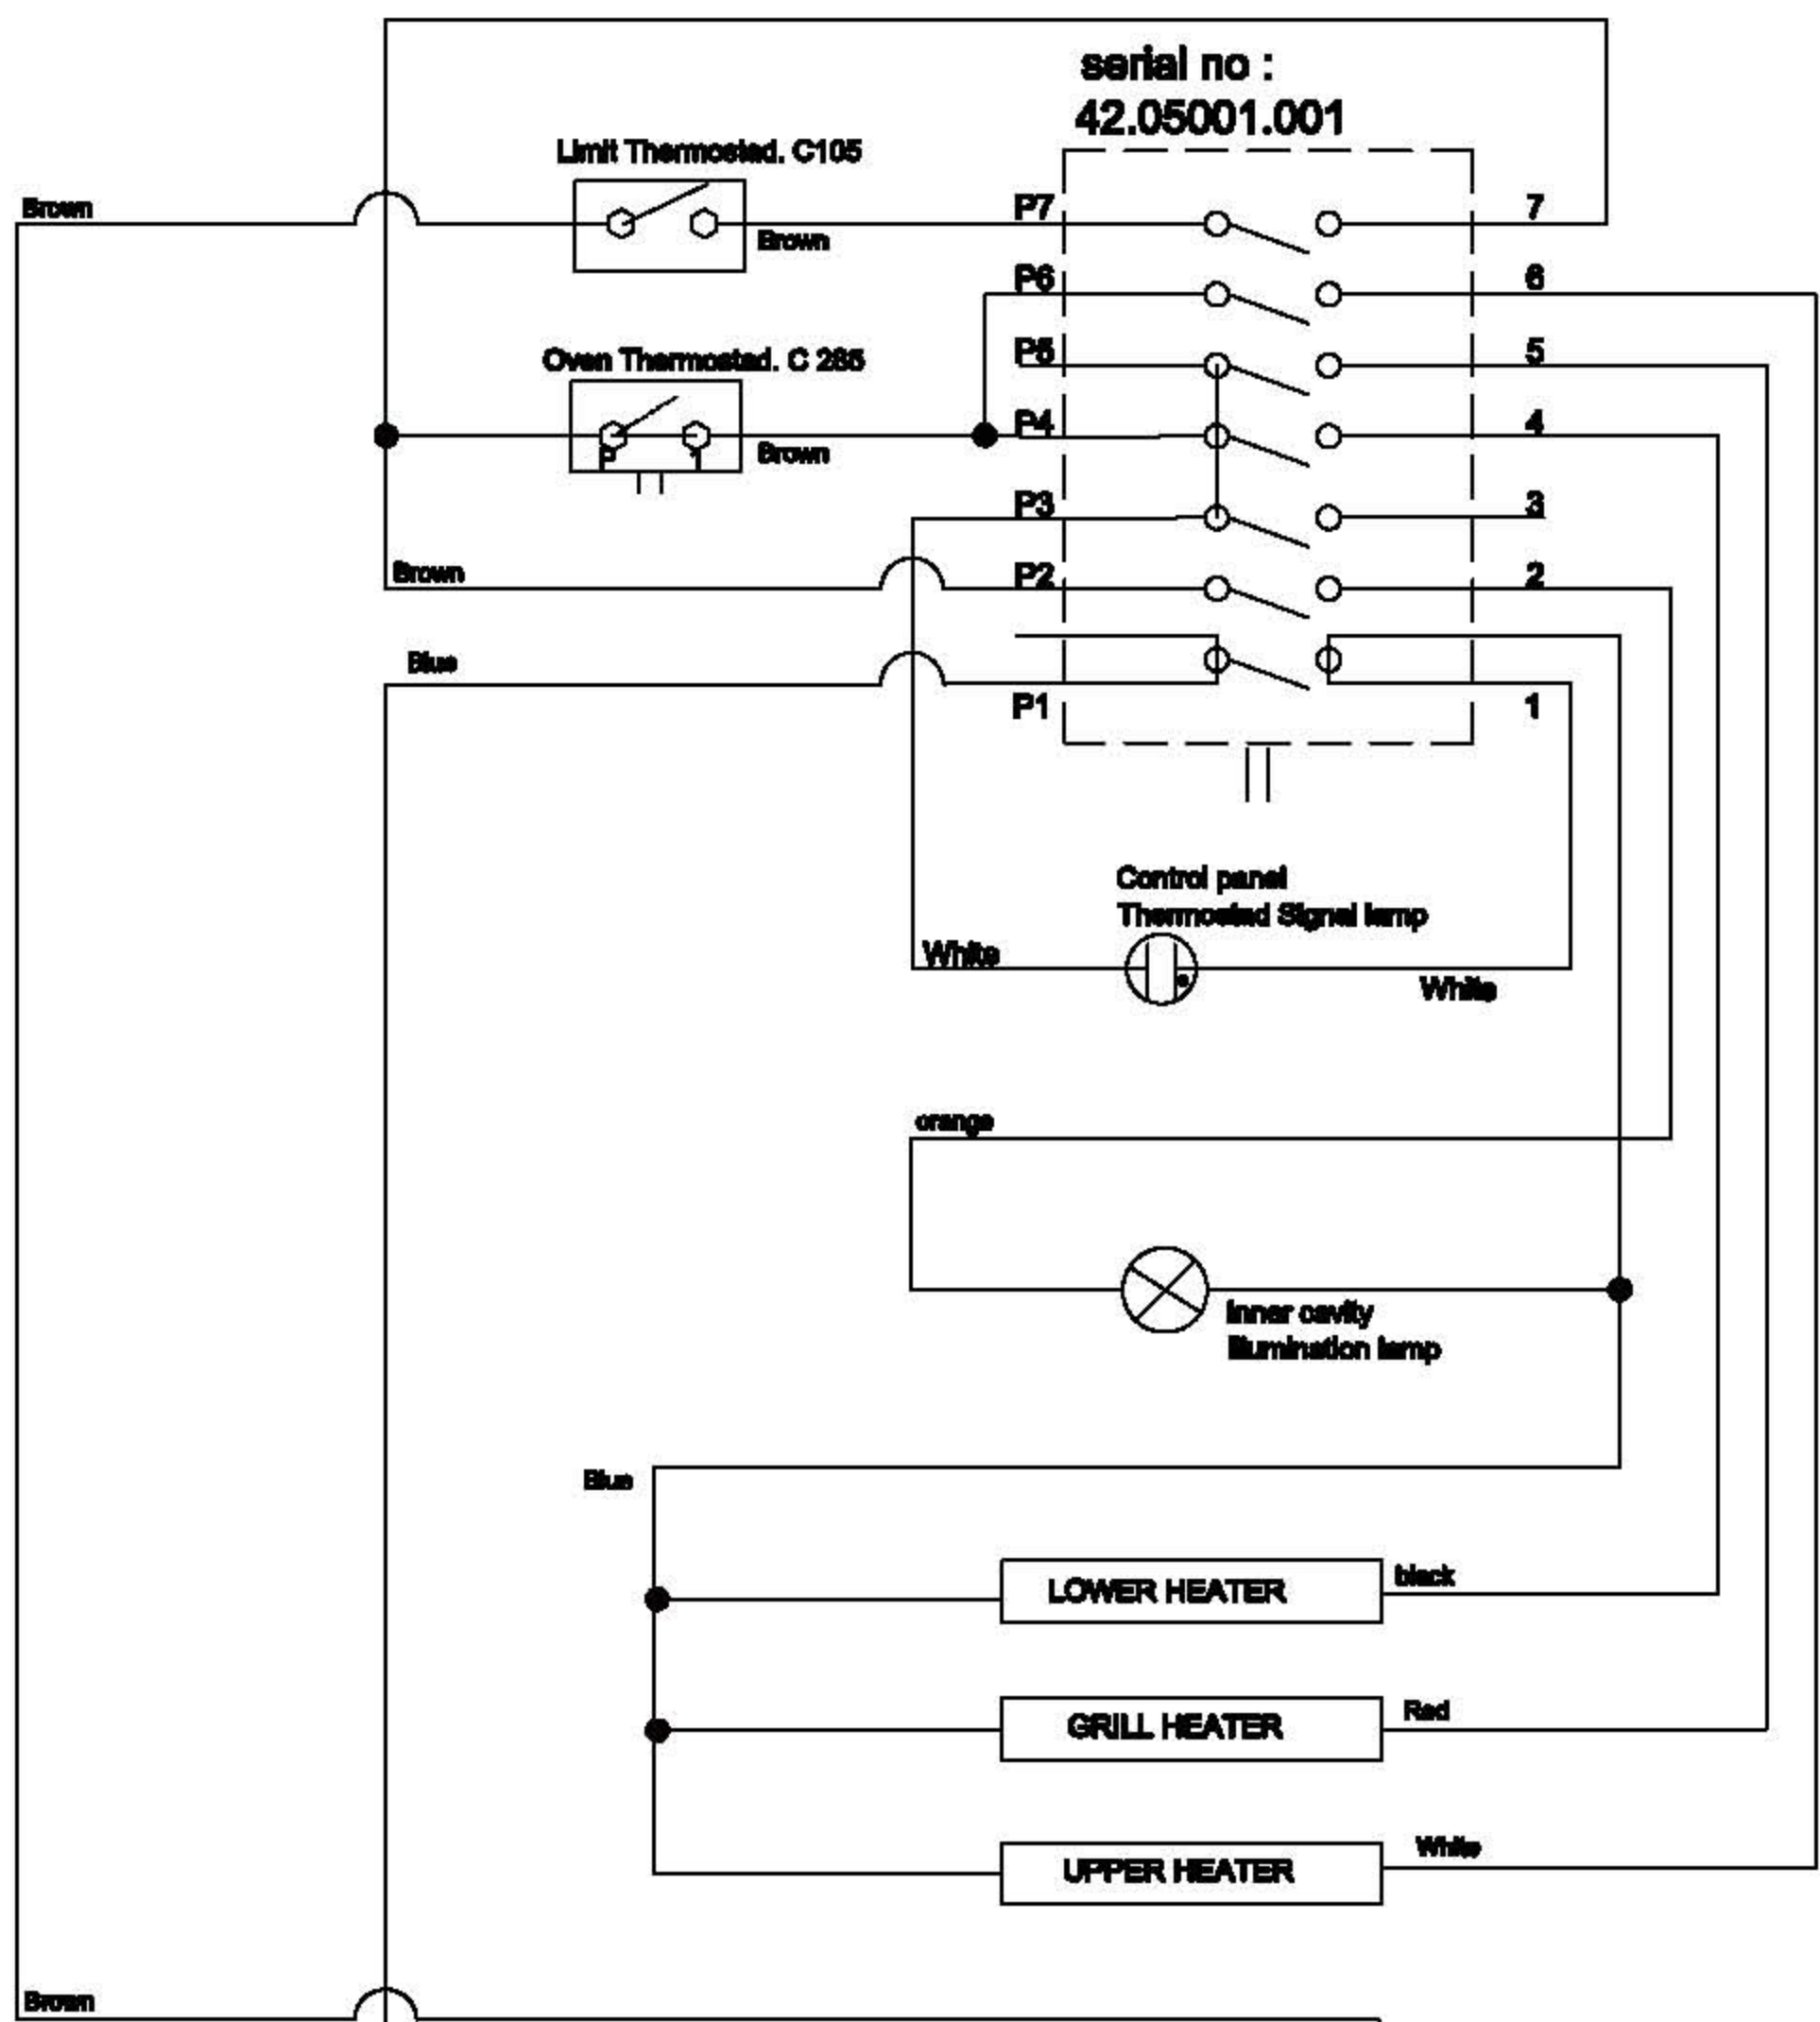 serial no :
42.05001.001
Limit Thermostad. C105
Brown
P7
7
Brown
P6
6
Oven Thermostad. C 285
P5
5
P4
4
Brown
P
1
P3
3
Brown
P2
2
Blue
P1
1
Control panel
Thermostad Signal lamp
White
White
orange
Inner cavity
illumination lamp
Blue
LOWER HEATER
black
GRILL HEATER
Red
UPPER HEATER
White
Brown